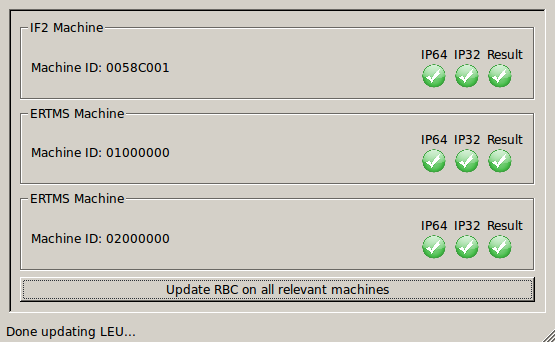 IF2 Machine
IP64 IP32 Result
Machine ID: 0058C001
ERTMS Machine
IP64 IP32 Result
Machine ID: 01000000
ERTMS Machine
IP64 IP32 Result
Machine ID: 02000000
Update RBC on all relevant machines
Done updating LEU...